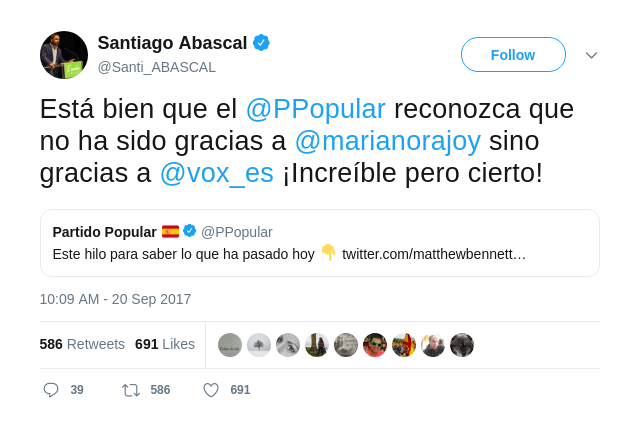 Santiago Abascal
@Santi_ABASCAL
Follow
Está bien que el @PPopular reconozca que
no ha sido gracias a @marianorajoy sino
gracias a @vox_es ¡Increíble pero cierto!
Partido Popular 🇪🇸 @PPopular
Este hilo para saber lo que ha pasado hoy 👇 twitter.com/matthewbennett…
10:09 AM - 20 Sep 2017
586 Retweets 691 Likes
39 586 691